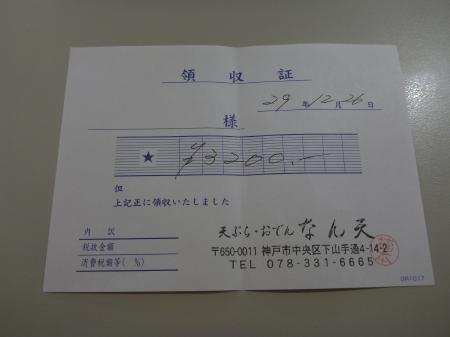 領収証
29年12月26日
様
★ ¥3200.-
但
上記正に領収いたしました
内訳
税抜金額
消費税額等( %)
天ぷら・おでん なん天
〒650-0011 神戸市中央区下山手通4-14-2
TEL 078-331-6665